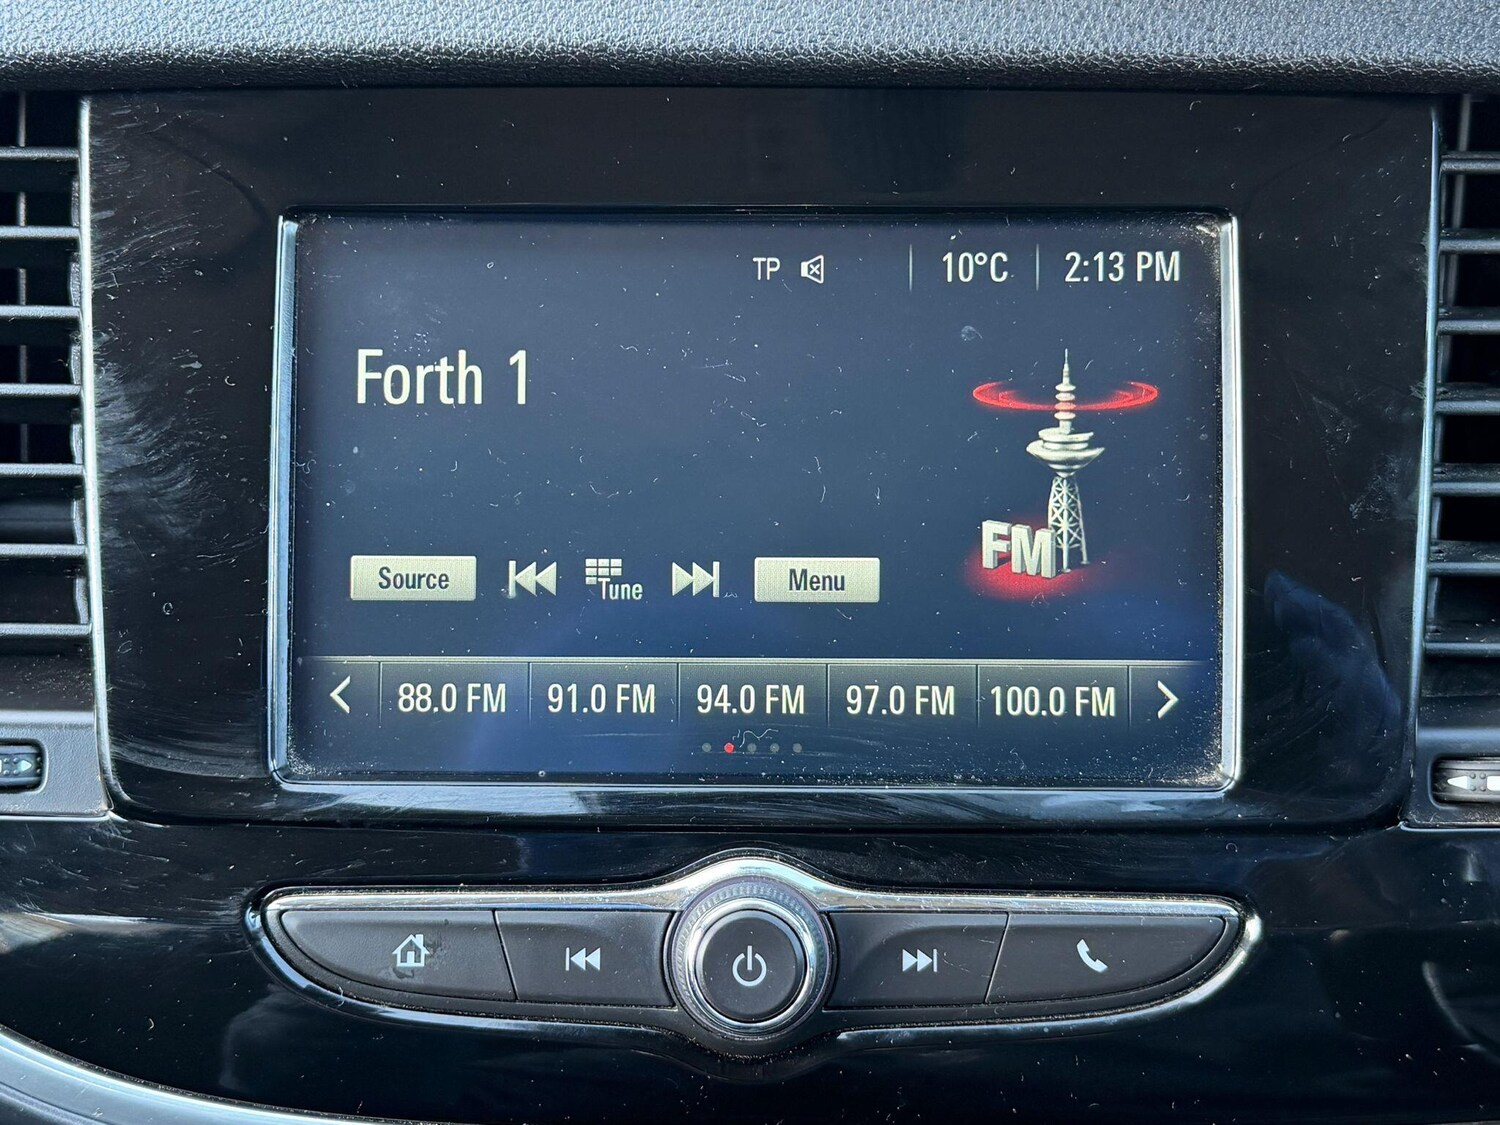 TP 10°C 2:13 PM
Forth 1
FM
Source Tune Menu
88.0 FM 91.0 FM 94.0 FM 97.0 FM 100.0 FM